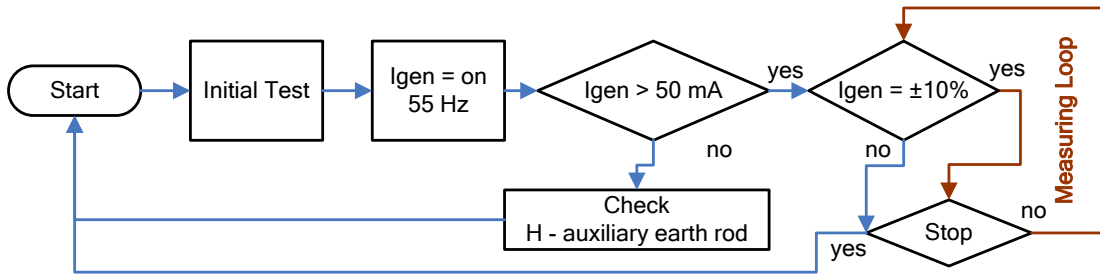 Start
Initial Test
Igen = on
55 Hz
Igen > 50 mA
yes
Igen = ±10%
yes
Measuring Loop
no
no
Check
H - auxiliary earth rod
yes
Stop
no